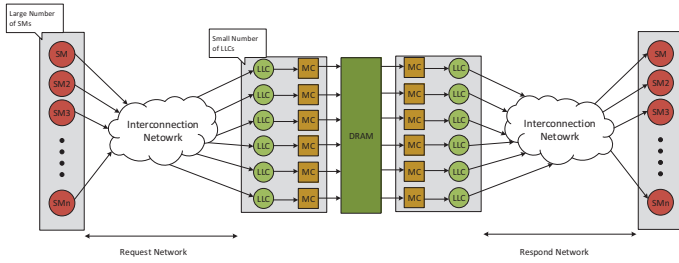 Large Number
of SMs
Small Number
of LLCs
SM
SM2
SM3
SMn
Interconnection
Netowrk
LLC
LLC
LLC
LLC
LLC
LLC
MC
MC
MC
MC
MC
MC
DRAM
MC
MC
MC
MC
MC
MC
LLC
LLC
LLC
LLC
LLC
LLC
Interconnection
Netowrk
SM
SM2
SM3
SMn
Request Network
Respond Network